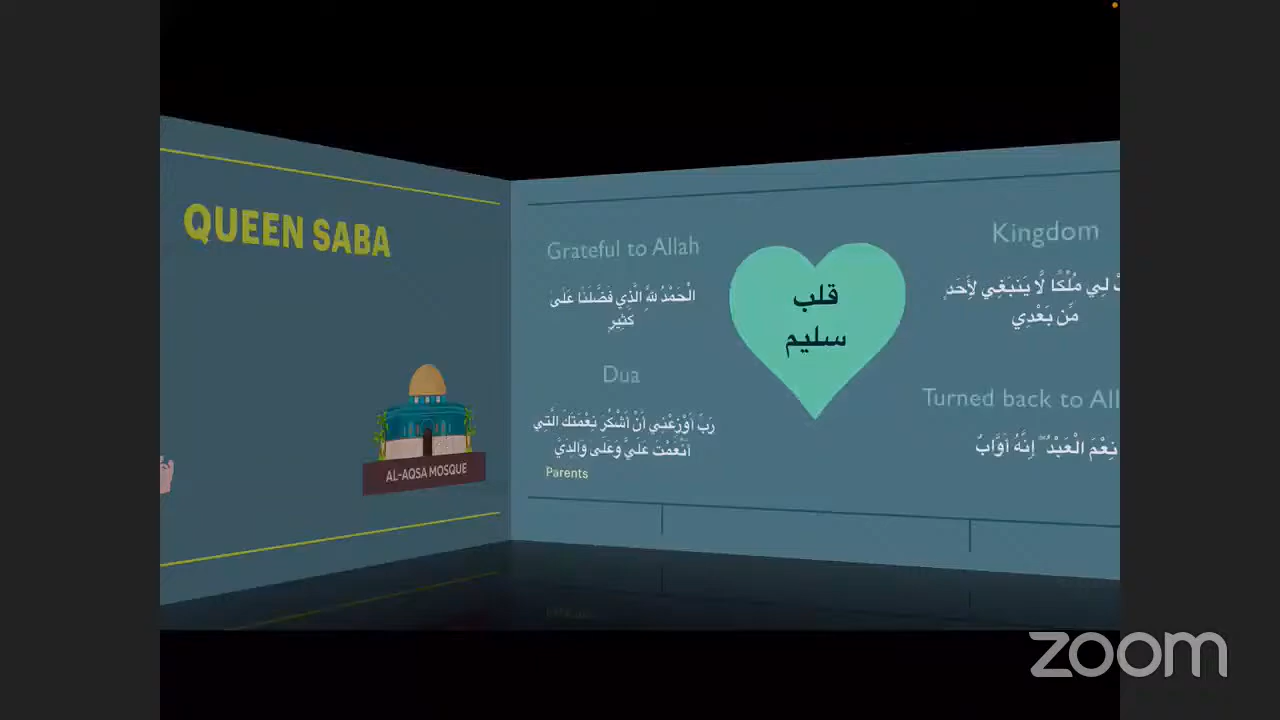 QUEEN SABA
AL-AQSA MOSQUE
Grateful to Allah
الْحَمْدُ لِلَّهِ الَّذِي فَضَّلَنَا عَلَىٰ
كَثِيرٍ
Dua
رَبِّ أَوْزِعْنِي أَنْ أَشْكُرَ نِعْمَتَكَ الَّتِي
أَنْعَمْتَ عَلَيَّ وَعَلَىٰ وَالِدَيَّ
Parents
قلب
سليم
Kingdom
لِي مُلْكًا لَّا يَنبَغِي لِأَحَدٍ
مِّن بَعْدِي
Turned back to All
نِعْمَ الْعَبْدُ ۖ إِنَّهُ أَوَّابٌ
zoom